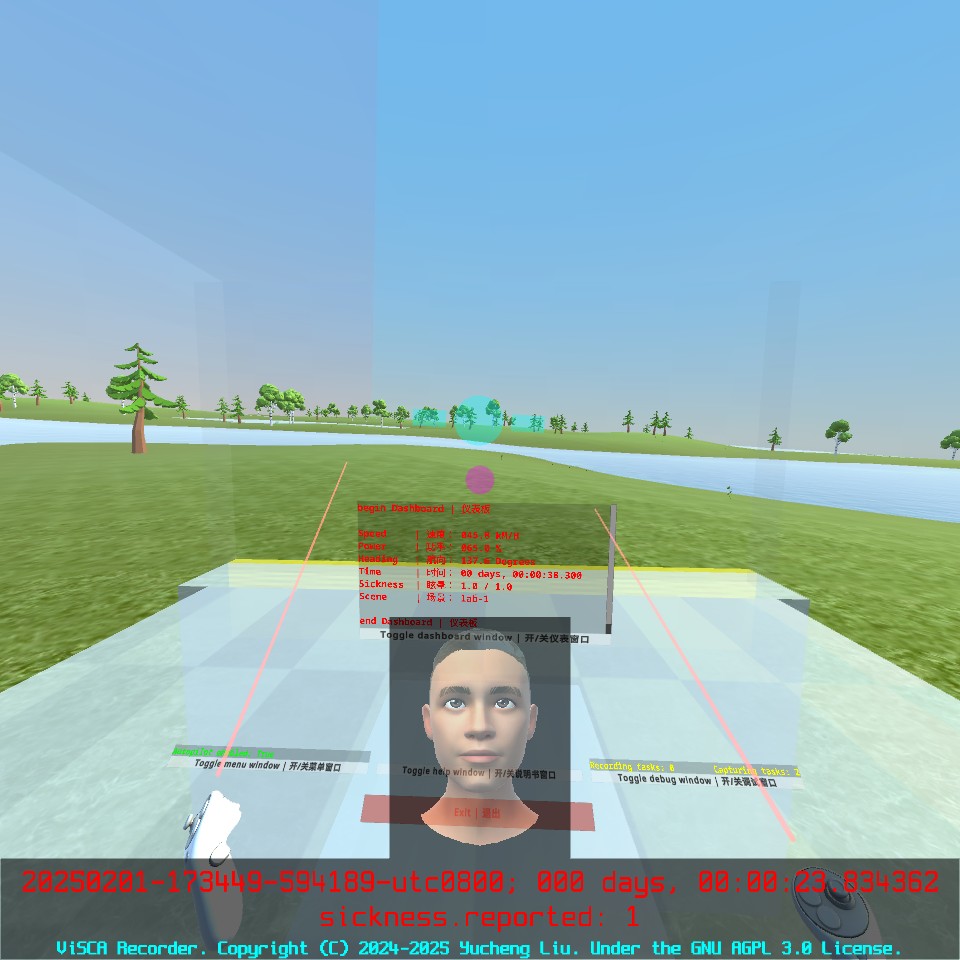 begin Dashboard | 仪表板
Speed | 速度: 045.8 km/h
Power | 功率: 065.0 %
Heading | 航向: 137.6 Degrees
Time | 时间: 00 days, 00:00:38.300
Sickness | 眩晕: 1.0 / 1.0
Scene | 场景: lab-1
end Dashboard | 仪表板
Toggle dashboard window | 开/关仪表窗口
Toggle menu window | 开/关菜单窗口
Toggle help window | 开/关说明书窗口
Recording tasks: 0 Capturing tasks: 2
Toggle debug window | 开/关调试窗口
Exit | 退出
20250201-173449-594189-utc0800; 000 days, 00:00:23.834362
sickness.reported: 1
ViSCA Recorder. Copyright (C) 2024-2025 Yucheng Liu. Under the GNU AGPL 3.0 License.